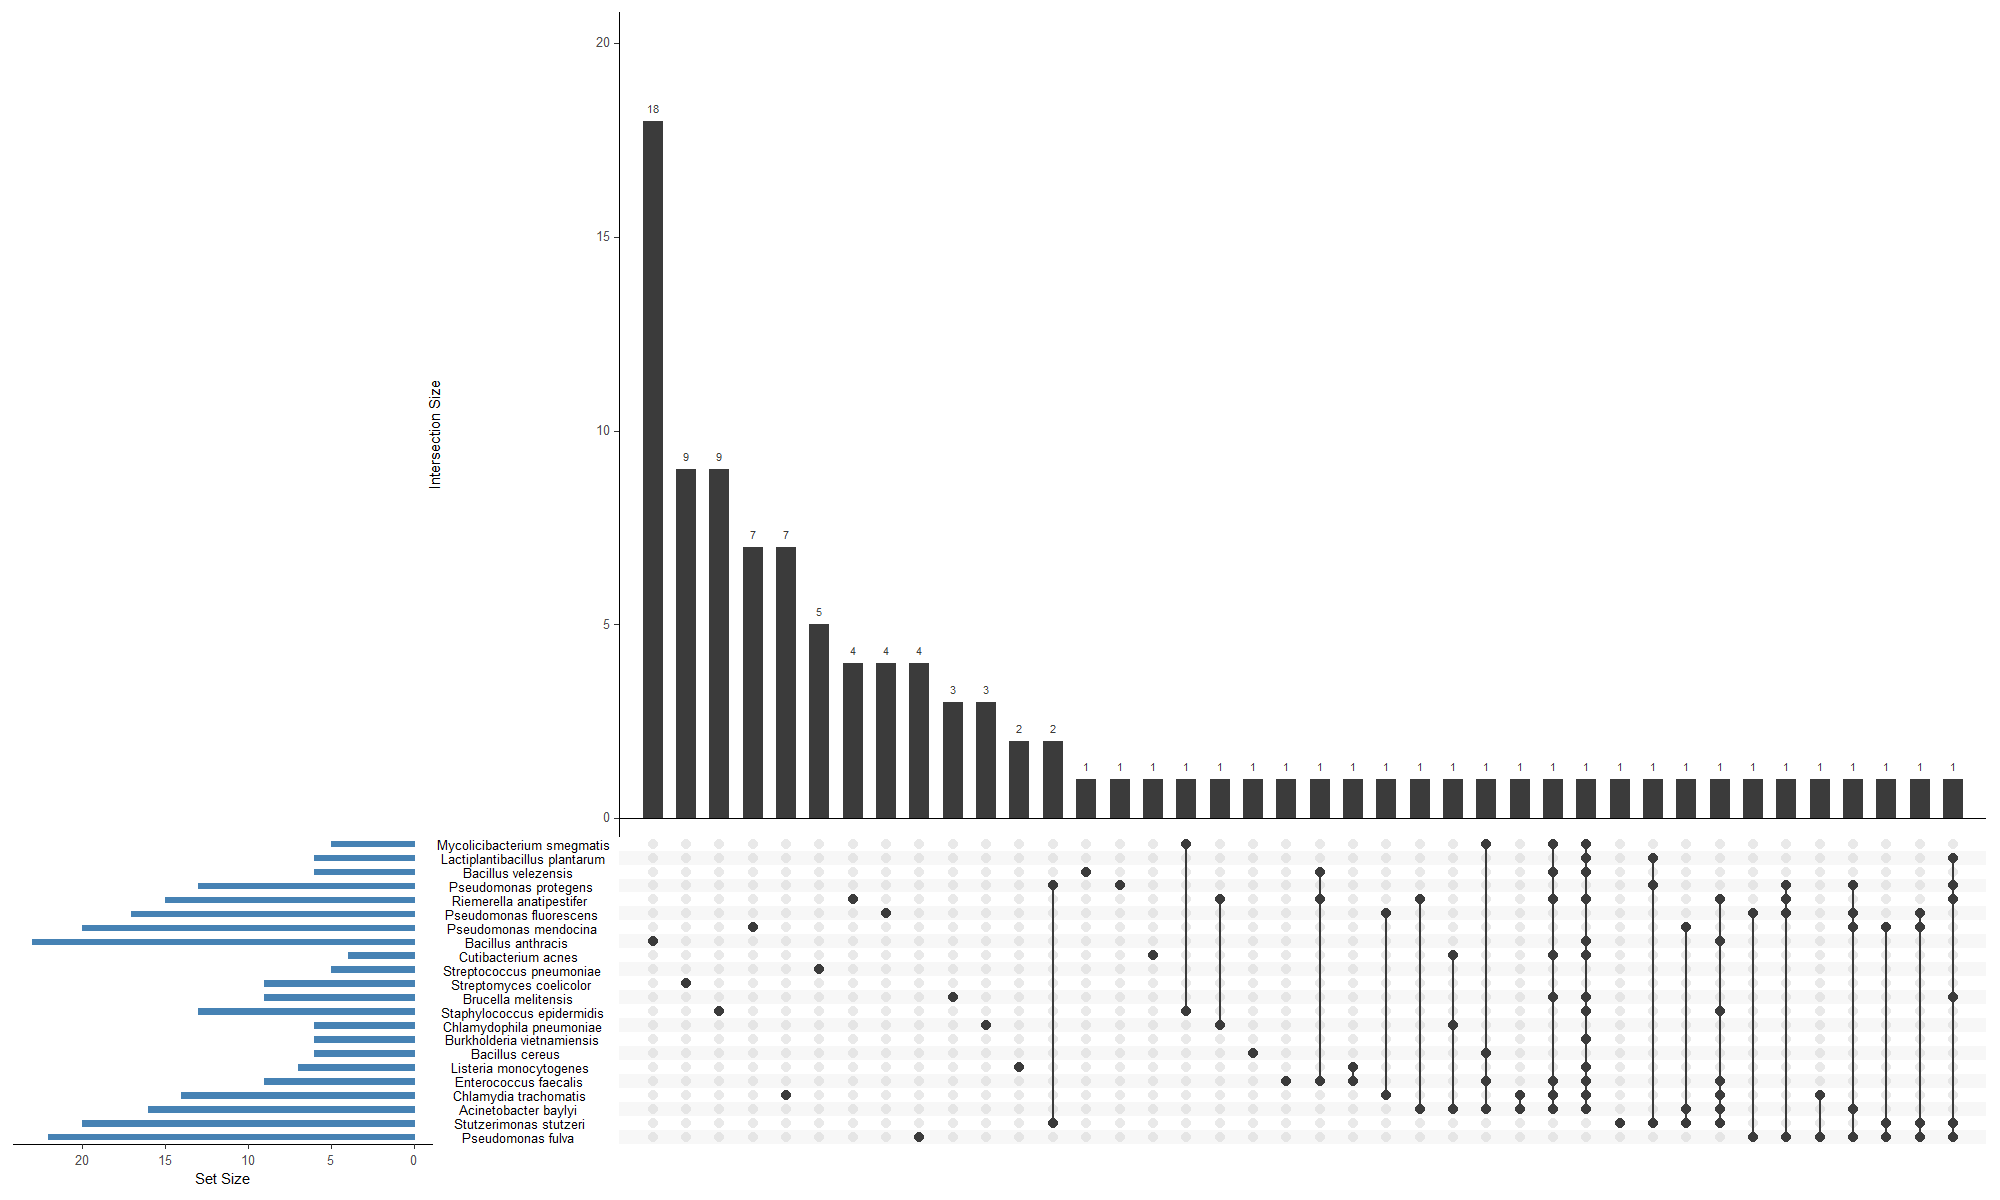 20
18
15
Intersection Size
10
9 9
7 7
5
5
4 4 4
3 3
2 2
1 1 1 1 1 1 1 1 1 1 1 1 1 1 1 1 1 1 1 1 1 1 1 1 1 1 1
0
Mycolicibacterium smegmatis
Lactiplantibacillus plantarum
Bacillus velezensis
Pseudomonas protegens
Riemerella anatipestifer
Pseudomonas fluorescens
Pseudomonas mendocina
Bacillus anthracis
Cutibacterium acnes
Streptococcus pneumoniae
Streptomyces coelicolor
Brucella melitensis
Staphylococcus epidermidis
Chlamydophila pneumoniae
Burkholderia vietnamiensis
Bacillus cereus
Listeria monocytogenes
Enterococcus faecalis
Chlamydia trachomatis
Acinetobacter baylyi
Stutzerimonas stutzeri
Pseudomonas fulva
20 15 10 5 0
Set Size